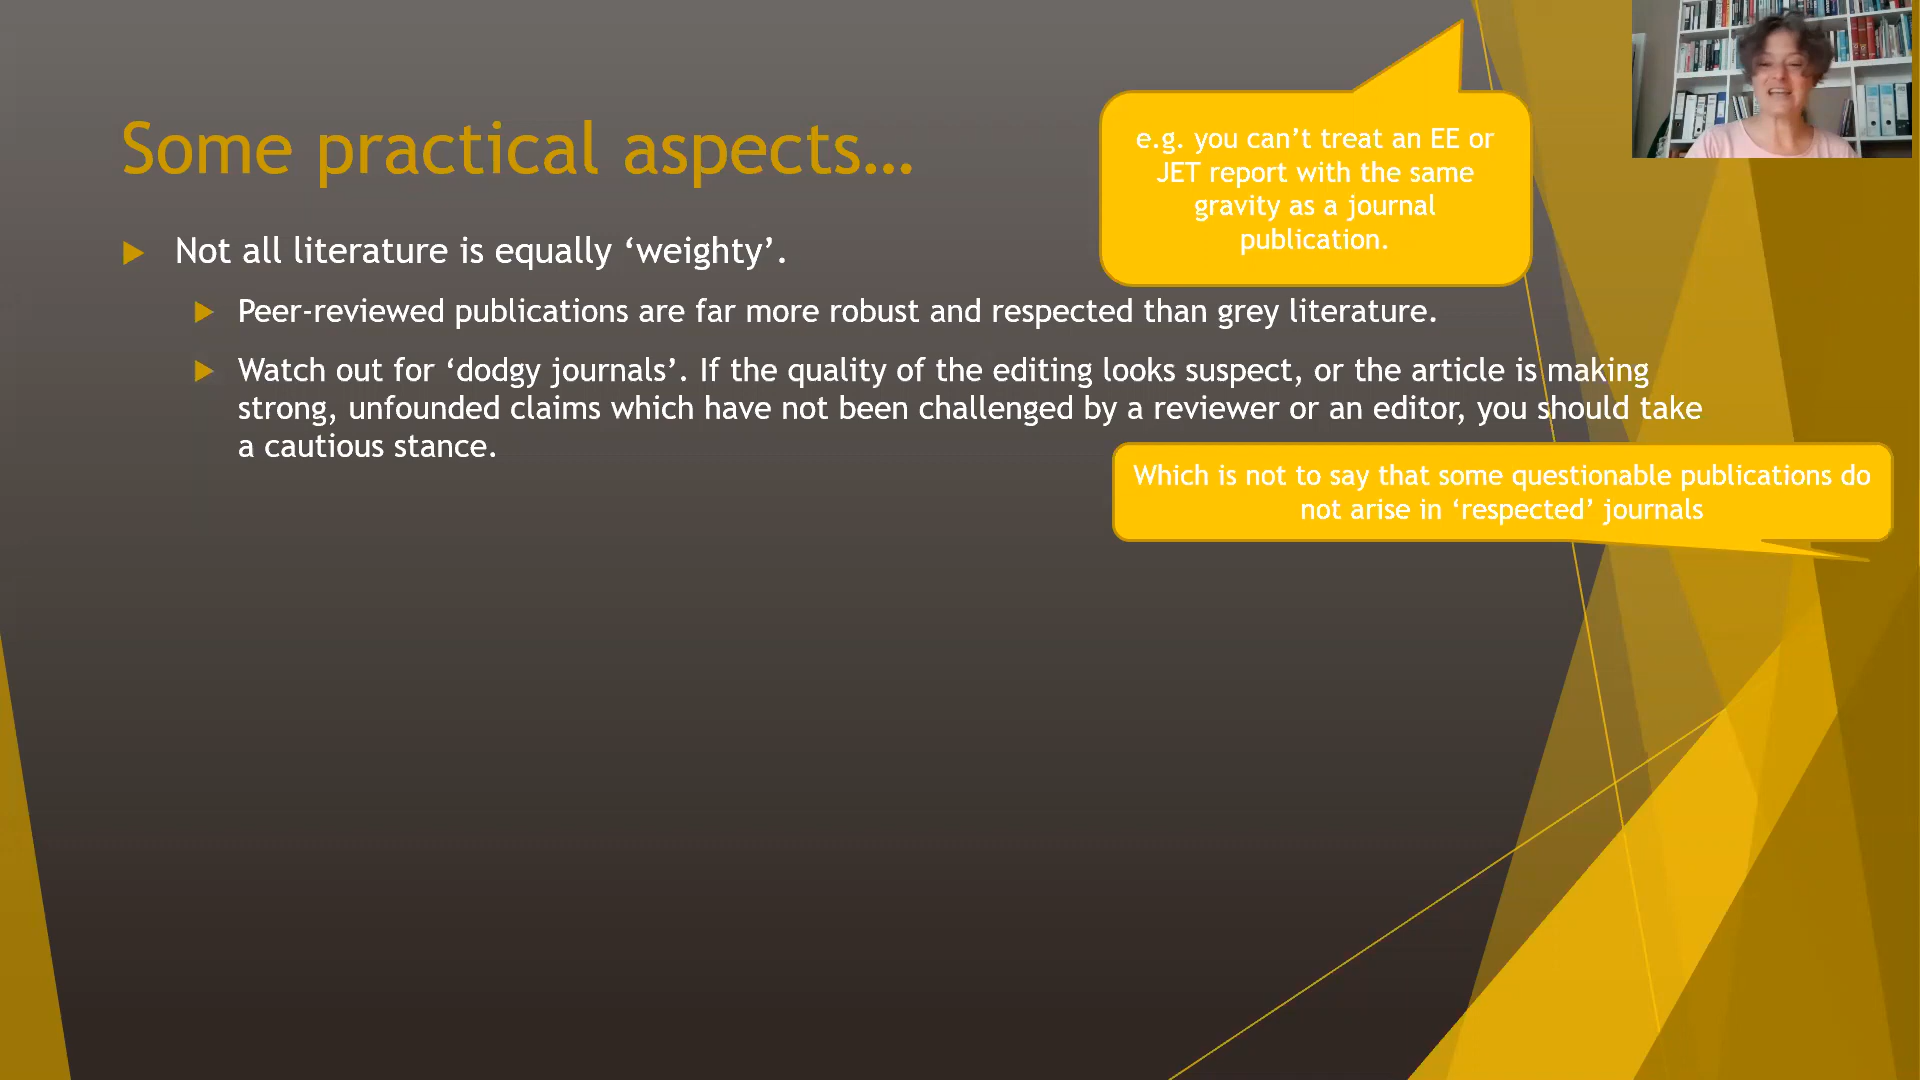 Some practical aspects…
e.g. you can’t treat an EE or
JET report with the same
gravity as a journal
publication.
Not all literature is equally ‘weighty’.
Peer-reviewed publications are far more robust and respected than grey literature.
Watch out for ‘dodgy journals’. If the quality of the editing looks suspect, or the article is making
strong, unfounded claims which have not been challenged by a reviewer or an editor, you should take
a cautious stance.
Which is not to say that some questionable publications do
not arise in ‘respected’ journals